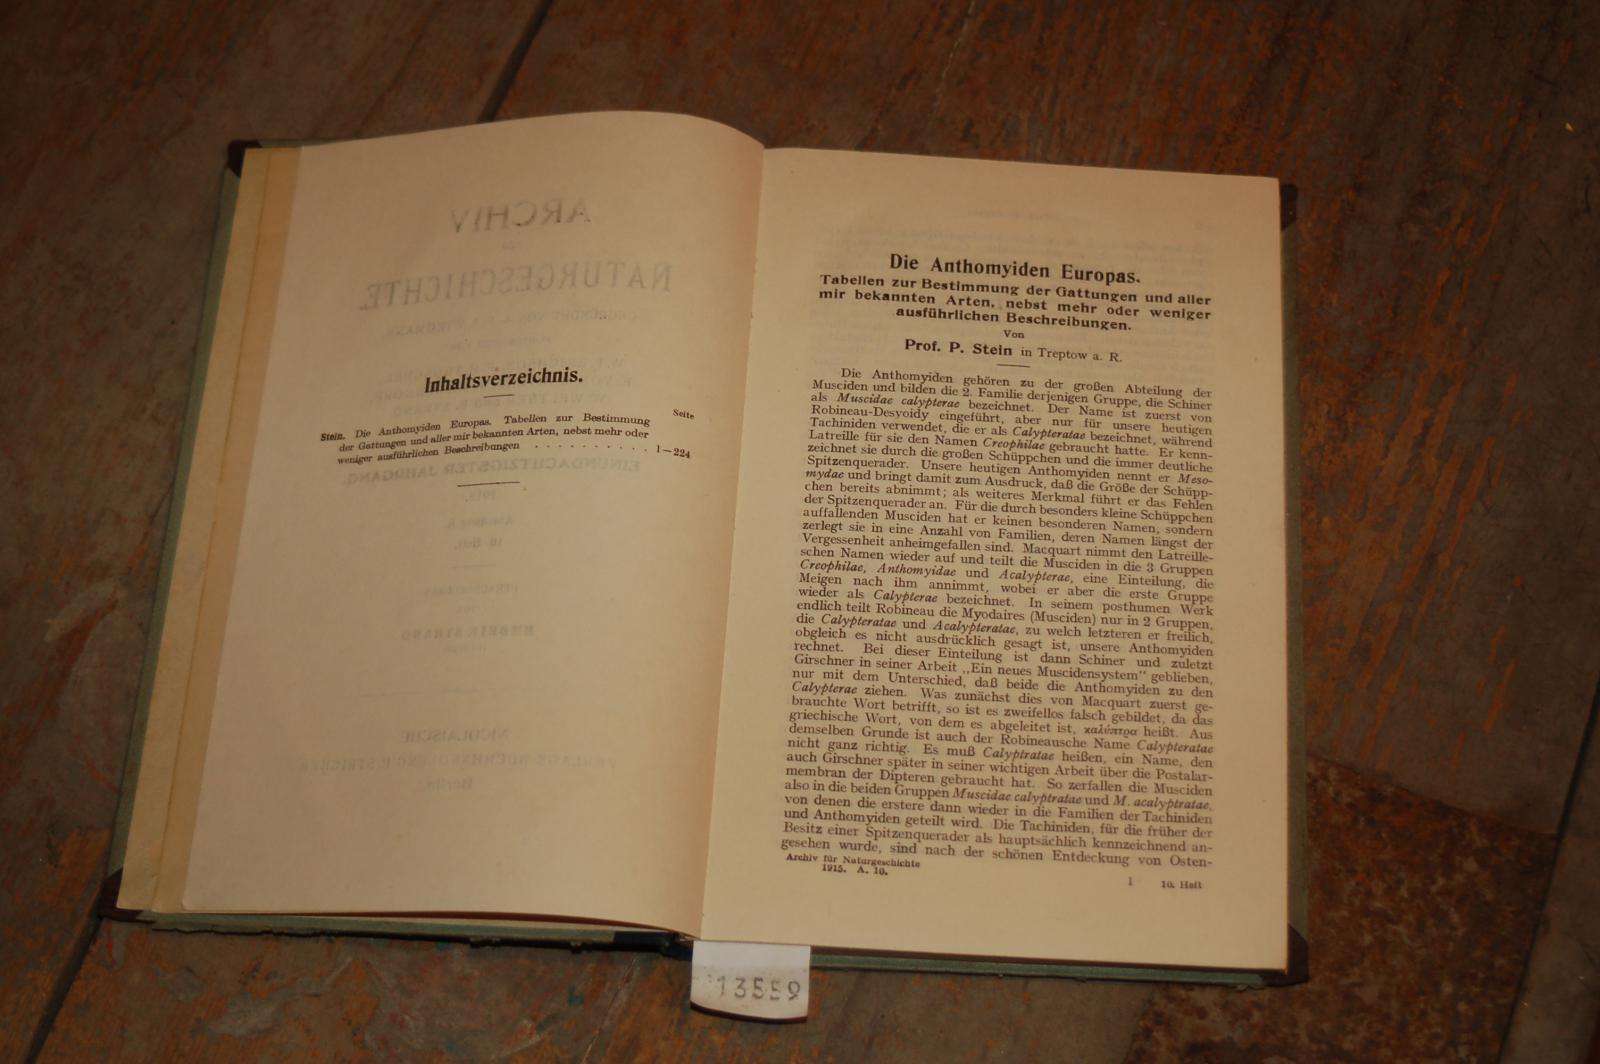 Inhaltsverzeichnis.
Seite
Stein. Die Anthomyiden Europas. Tabellen zur Bestimmung
der Gattungen und aller mir bekannten Arten, nebst mehr oder
weniger ausführlichen Beschreibungen . . . . . . . . . . 1—224
Die Anthomyiden Europas.
Tabellen zur Bestimmung der Gattungen und aller
mir bekannten Arten, nebst mehr oder weniger
ausführlichen Beschreibungen.
Von
Prof. P. Stein in Treptow a. R.
Die Anthomyiden gehören zu der großen Abteilung der
Musciden und bilden die 2. Familie derjenigen Gruppe, die Schiner
als Muscidae calypterae bezeichnet. Der Name ist zuerst von
Robineau-Desvoidy eingeführt, aber nur für unsere heutigen
Tachiniden verwendet, die er als Calypteratae bezeichnet, während
Latreille für sie den Namen Creophilae gebraucht hatte. Er kenn-
zeichnet sie durch die großen Schüppchen und die immer deutliche
Spitzenquerader. Unsere heutigen Anthomyiden nennt er Meso-
mydae und bringt damit zum Ausdruck, daß die Größe der Schüpp-
chen bereits abnimmt; als weiteres Merkmal führt er das Fehlen
der Spitzenquerader an. Für die durch besonders kleine Schüppchen
auffallenden Musciden hat er keinen besonderen Namen, sondern
zerlegt sie in eine Anzahl von Familien, deren Namen längst der
Vergessenheit anheimgefallen sind. Macquart nimmt den Latreille-
schen Namen wieder auf und teilt die Musciden in die 3 Gruppen
Creophilae, Anthomyidae und Acalypterae, eine Einteilung, die
Meigen nach ihm annimmt, wobei er aber die erste Gruppe
wieder als Calypterae bezeichnet. In seinem posthumen Werk
endlich teilt Robineau die Myodaires (Musciden) nur in 2 Gruppen,
die Calypteratae und Acalypteratae, zu welch letzteren er freilich,
obgleich es nicht ausdrücklich gesagt ist, unsere Anthomyiden
rechnet. Bei dieser Einteilung ist dann Schiner und zuletzt
Girschner in seiner Arbeit „Ein neues Muscidensystem“ geblieben,
nur mit dem Unterschied, daß beide die Anthomyiden zu den
Calypterae ziehen. Was zunächst dies von Macquart zuerst ge-
brauchte Wort betrifft, so ist es zweifellos falsch gebildet, da das
griechische Wort, von dem es abgeleitet ist, καλύπτρα heißt. Aus
demselben Grunde ist auch der Robineausche Name Calypteratae
nicht ganz richtig. Es muß Calyptratae heißen, ein Name, den
auch Girschner später in seiner wichtigen Arbeit über die Postalar-
membran der Dipteren gebraucht hat. So zerfallen die Musciden
also in die beiden Gruppen Muscidae calyptratae und M. acalyptratae,
von denen die erstere dann wieder in die Familien der Tachiniden
und Anthomyiden geteilt wird. Die Tachiniden, für die früher der
Besitz einer Spitzenquerader als hauptsächlich kennzeichnend an-
gesehen wurde, sind nach der schönen Entdeckung von Osten-
Archiv für Naturgeschichte
1915. A. 10.
1 10. Heft
13559